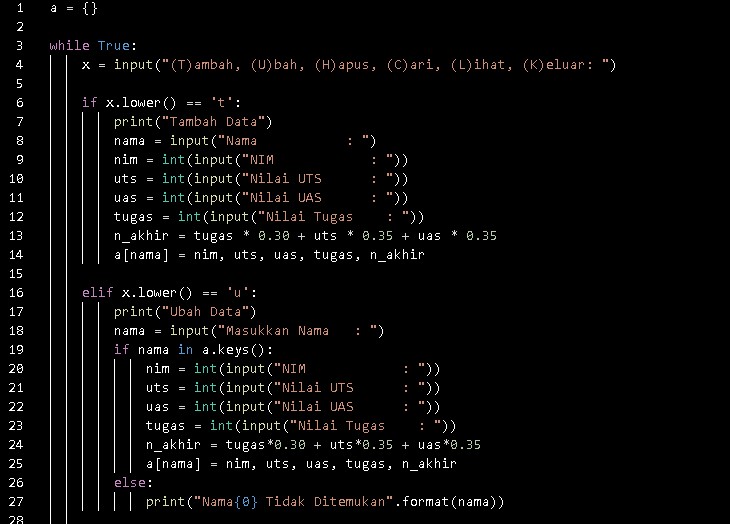 1 a = {}
2
3 while True:
4     x = input("(T)ambah, (U)bah, (H)apus, (C)ari, (L)ihat, (K)eluar: ")
5
6     if x.lower() == 't':
7         print("Tambah Data")
8         nama = input("Nama           : ")
9         nim = int(input("NIM            : "))
10         uts = int(input("Nilai UTS      : "))
11         uas = int(input("Nilai UAS      : "))
12         tugas = int(input("Nilai Tugas    : "))
13         n_akhir = tugas * 0.30 + uts * 0.35 + uas * 0.35
14         a[nama] = nim, uts, uas, tugas, n_akhir
15
16     elif x.lower() == 'u':
17         print("Ubah Data")
18         nama = input("Masukkan Nama   : ")
19         if nama in a.keys():
20             nim = int(input("NIM            : "))
21             uts = int(input("Nilai UTS      : "))
22             uas = int(input("Nilai UAS      : "))
23             tugas = int(input("Nilai Tugas    : "))
24             n_akhir = tugas*0.30 + uts*0.35 + uas*0.35
25             a[nama] = nim, uts, uas, tugas, n_akhir
26         else:
27             print("Nama{0} Tidak Ditemukan".format(nama))
28